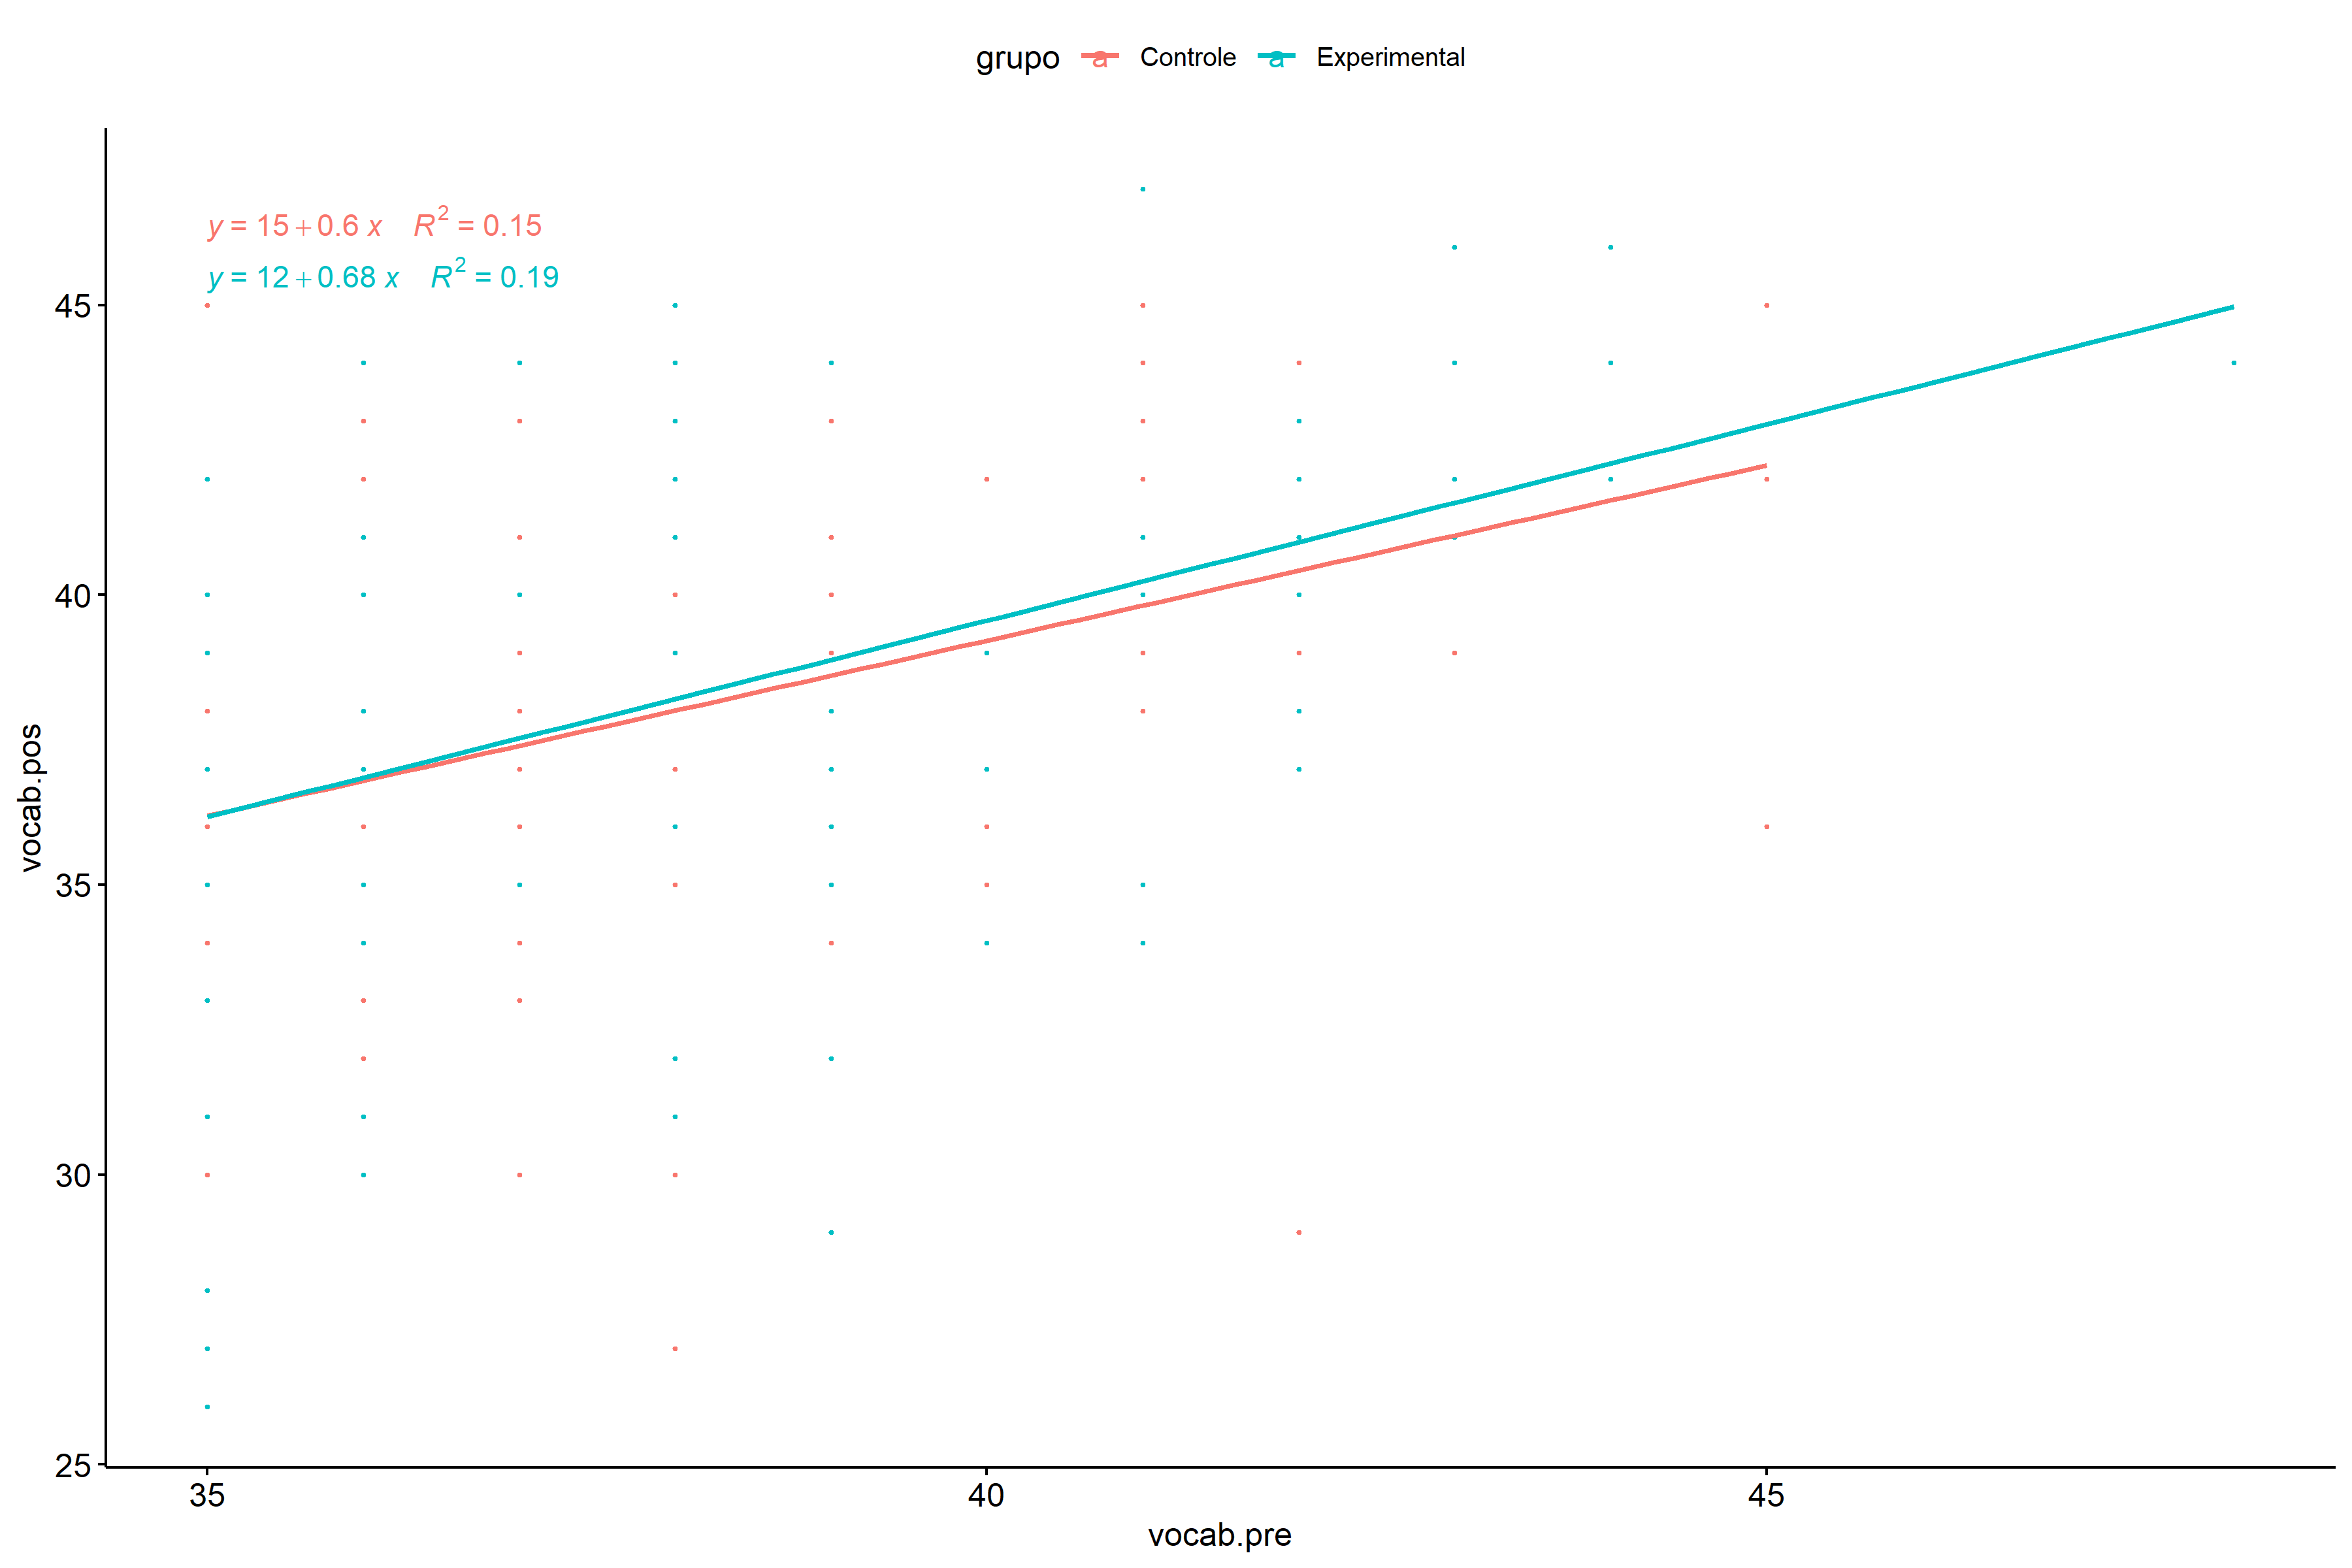 grupo a Controle a Experimental
y = 15 + 0.6 x R² = 0.15
y = 12 + 0.68 x R² = 0.19
45
40
35
30
25
vocab.pos
35 40 45
vocab.pre